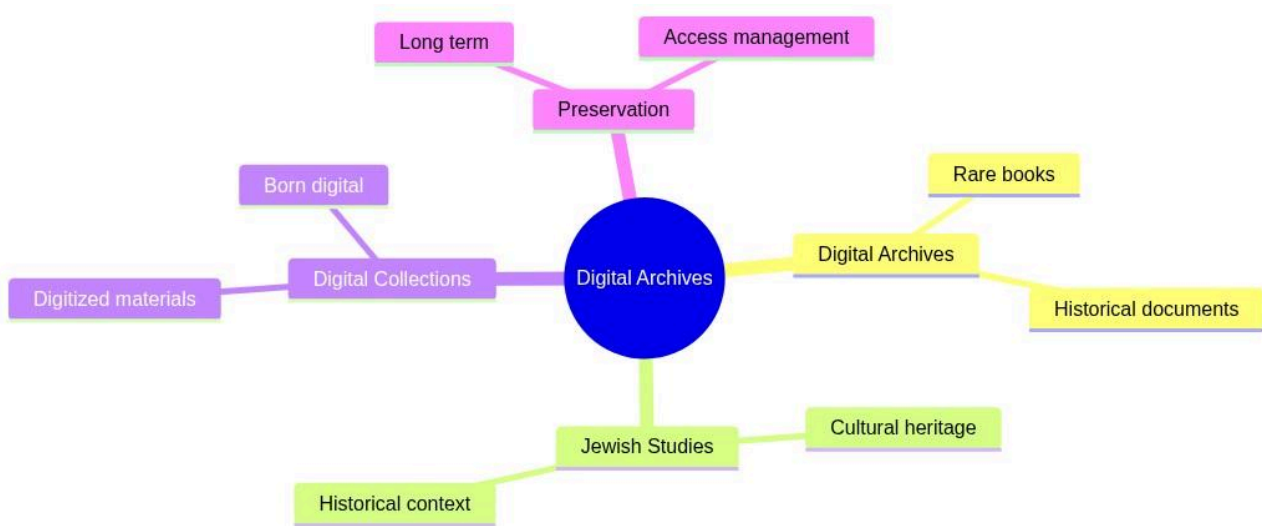 Long term
Access management
Preservation
Rare books
Born digital
Digital Archives
Digital Collections
Digital Archives
Digitized materials
Historical documents
Cultural heritage
Jewish Studies
Historical context